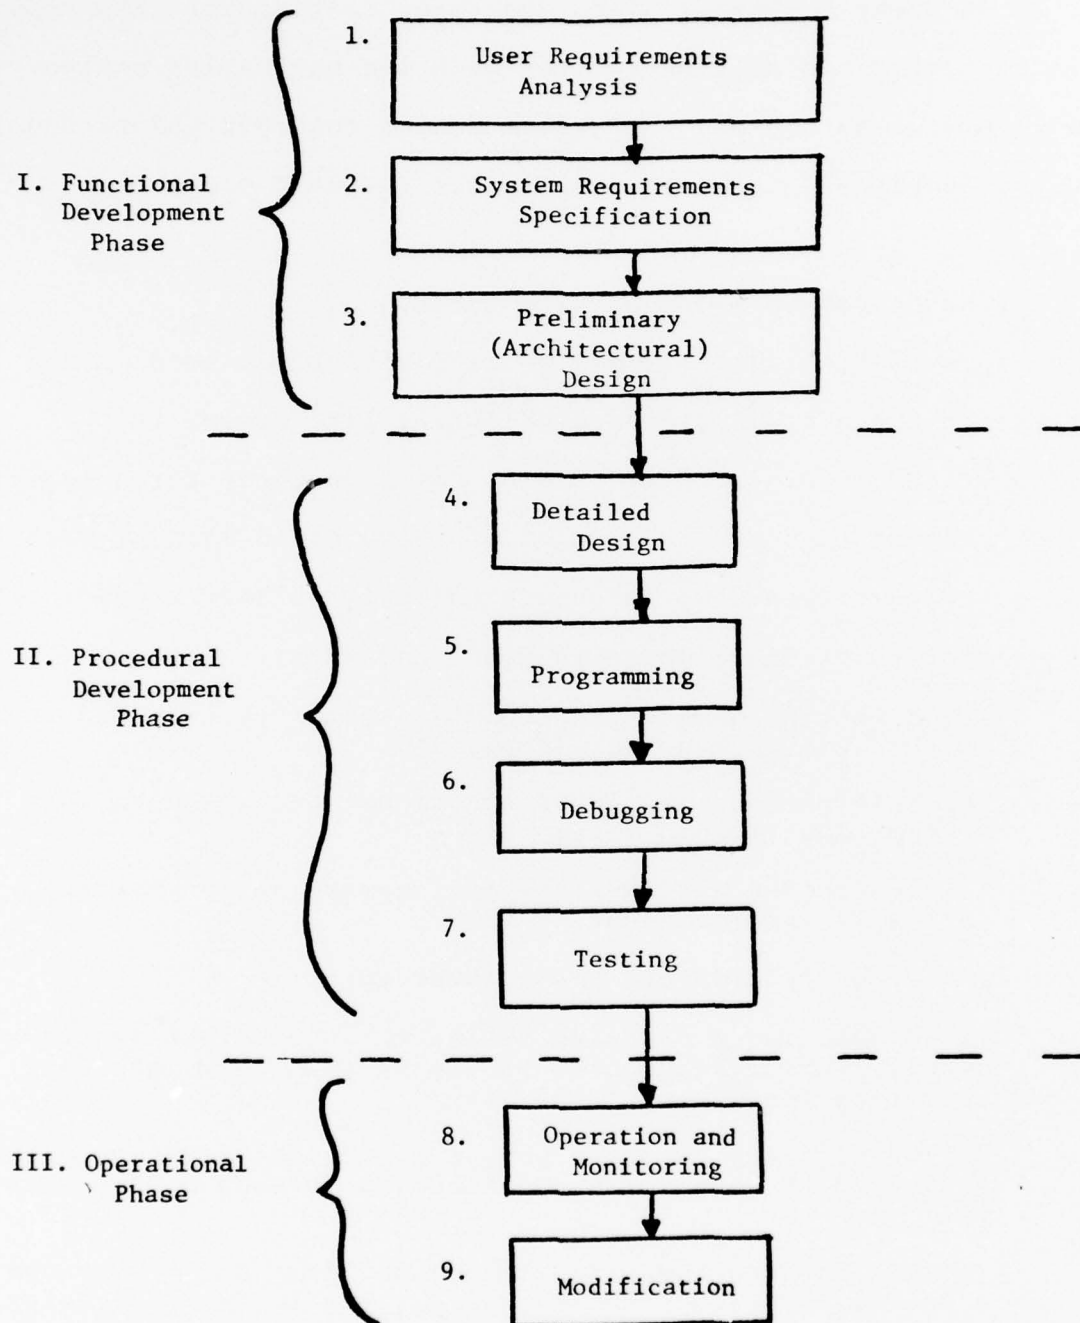 1.
User Requirements
Analysis
I. Functional
Development
Phase
2.
System Requirements
Specification
3.
Preliminary
(Architectural)
Design
4.
Detailed
Design
II. Procedural
Development
Phase
5.
Programming
6.
Debugging
7.
Testing
III. Operational
Phase
8.
Operation and
Monitoring
9.
Modification